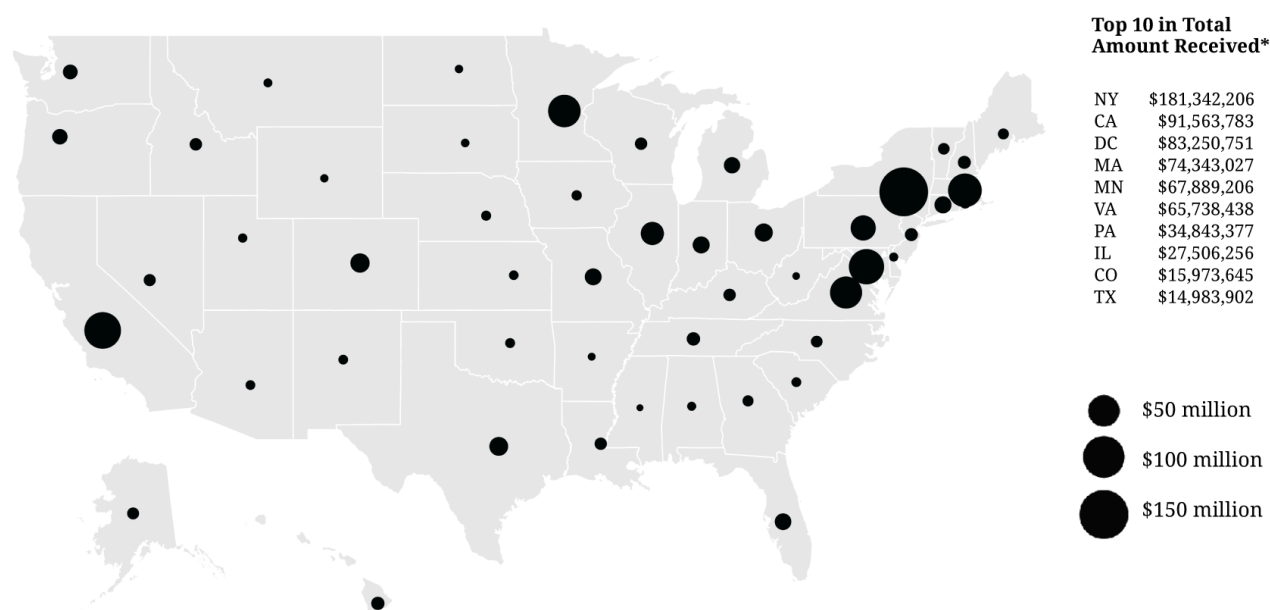 Top 10 in Total
Amount Received*
NY $181,342,206
CA $91,563,783
DC $83,250,751
MA $74,343,027
MN $67,889,206
VA $65,738,438
PA $34,843,377
IL $27,506,256
CO $15,973,645
TX $14,983,902
$50 million
$100 million
$150 million